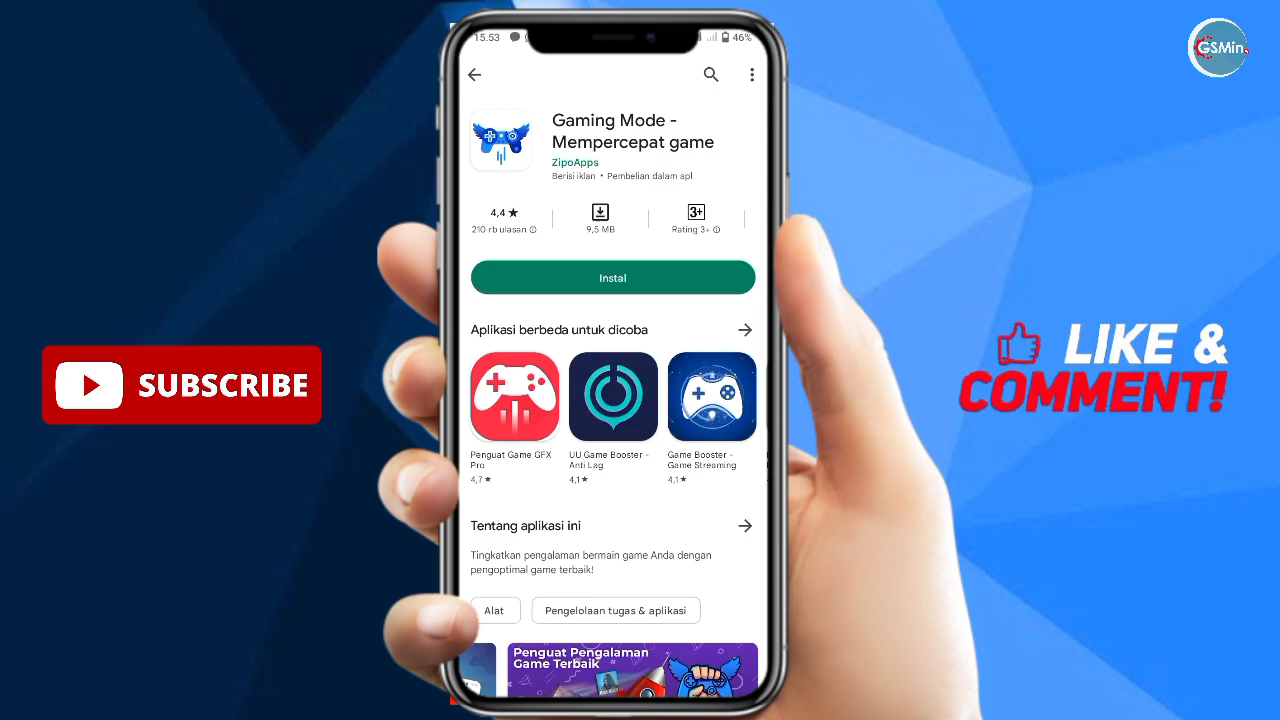 15.53
46%
GSMin
Gaming Mode -
Mempercepat game
ZipoApps
Berisi iklan • Pembelian dalam apl
4,4 ★
210 rb ulasan
9,5 MB
3+
Rating 3+
Instal
Aplikasi berbeda untuk dicoba
Penguat Game GFX
Pro
4,7 ★
UU Game Booster -
Anti Lag
4,1 ★
Game Booster -
Game Streaming
4,1 ★
SUBSCRIBE
LIKE &
COMMENT!
Tentang aplikasi ini
Tingkatkan pengalaman bermain game Anda dengan
pengoptimal game terbaik!
Alat
Pengelolaan tugas & aplikasi
Penguat Pengalaman
Game Terbaik